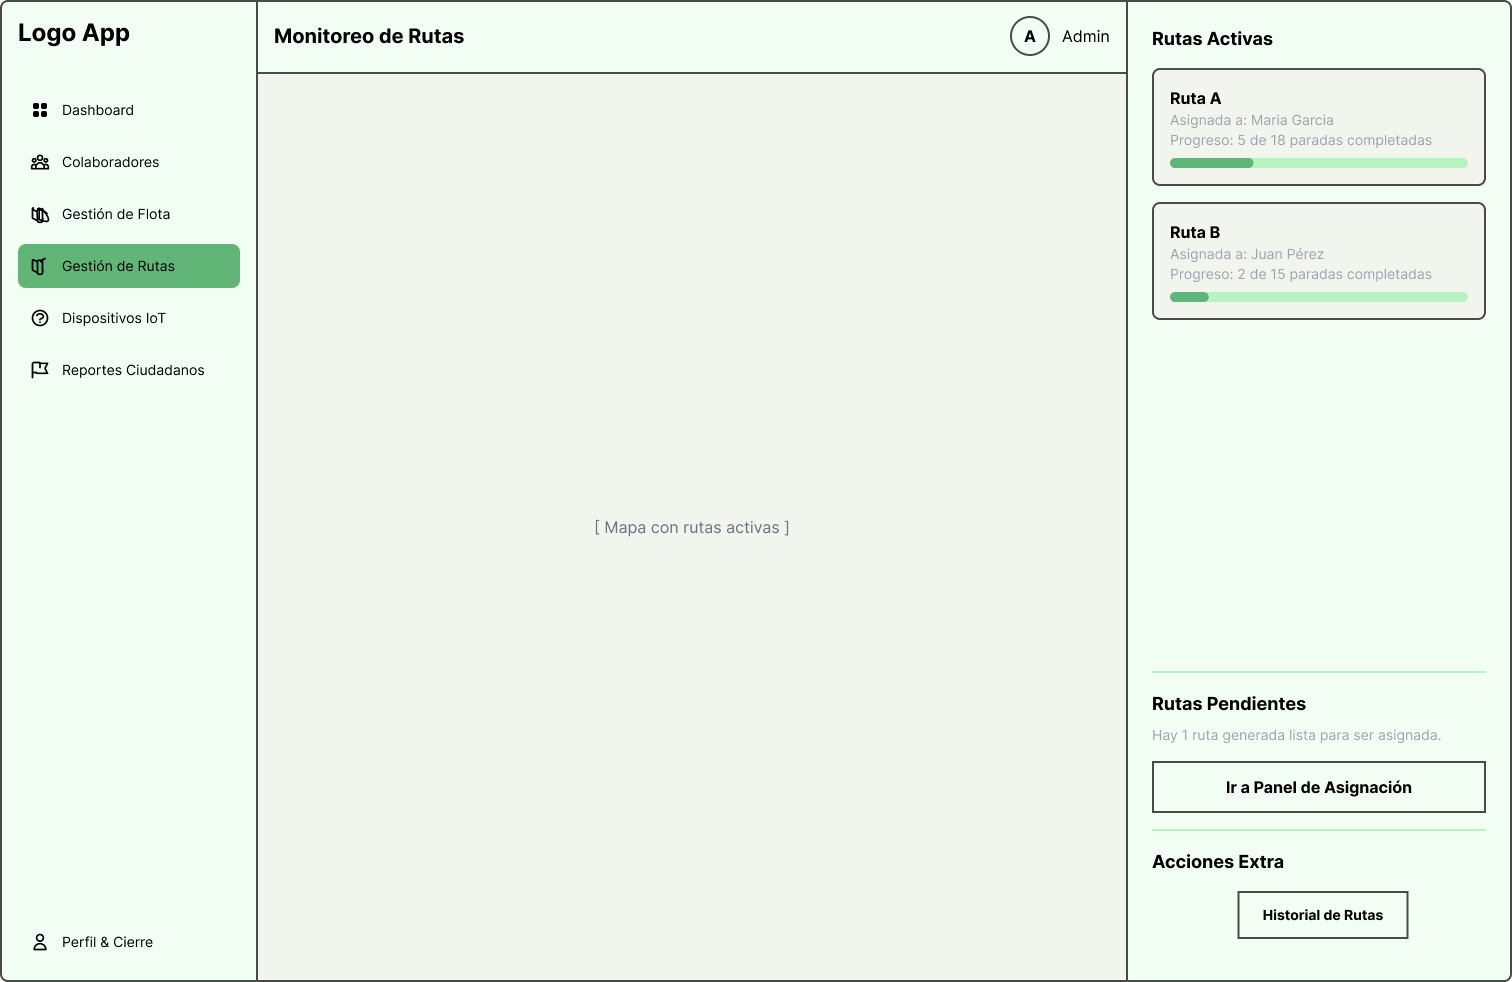 Logo App
Dashboard
Colaboradores
Gestión de Flota
Gestión de Rutas
Dispositivos IoT
Reportes Ciudadanos
Perfil & Cierre
Monitoreo de Rutas
A
Admin
[ Mapa con rutas activas ]
Rutas Activas
Ruta A
Asignada a: Maria Garcia
Progreso: 5 de 18 paradas completadas
Ruta B
Asignada a: Juan Pérez
Progreso: 2 de 15 paradas completadas
Rutas Pendientes
Hay 1 ruta generada lista para ser asignada.
Ir a Panel de Asignación
Acciones Extra
Historial de Rutas